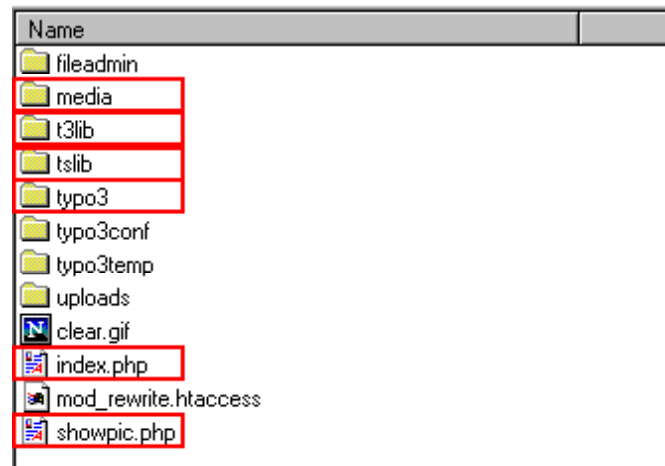 Name
fileadmin
media
t3lib
tslib
typo3
typo3conf
typo3temp
uploads
clear.gif
index.php
mod_rewrite.htaccess
showpic.php